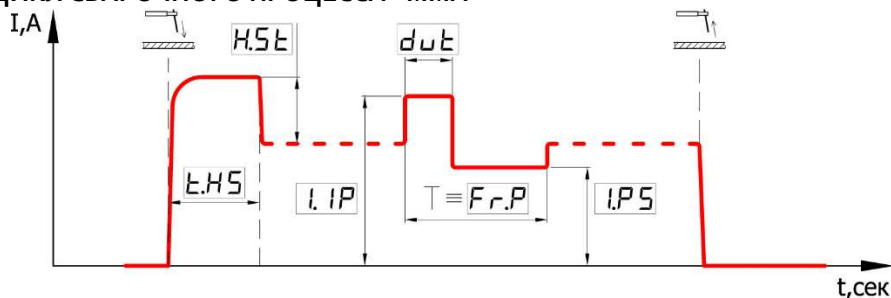 I,A
H.St
dut
t.HS
I.IP
T ≡ Fr.P
I.PS
t,сек